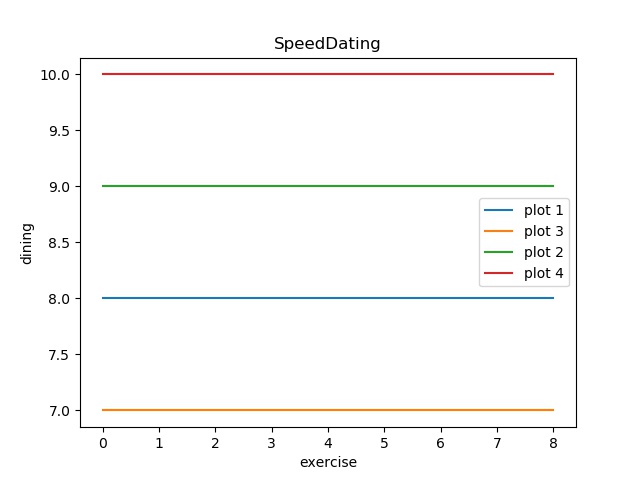 SpeedDating
10.0
9.5
9.0
8.5
8.0
7.5
7.0
dining
plot 1
plot 3
plot 2
plot 4
0 1 2 3 4 5 6 7 8
exercise